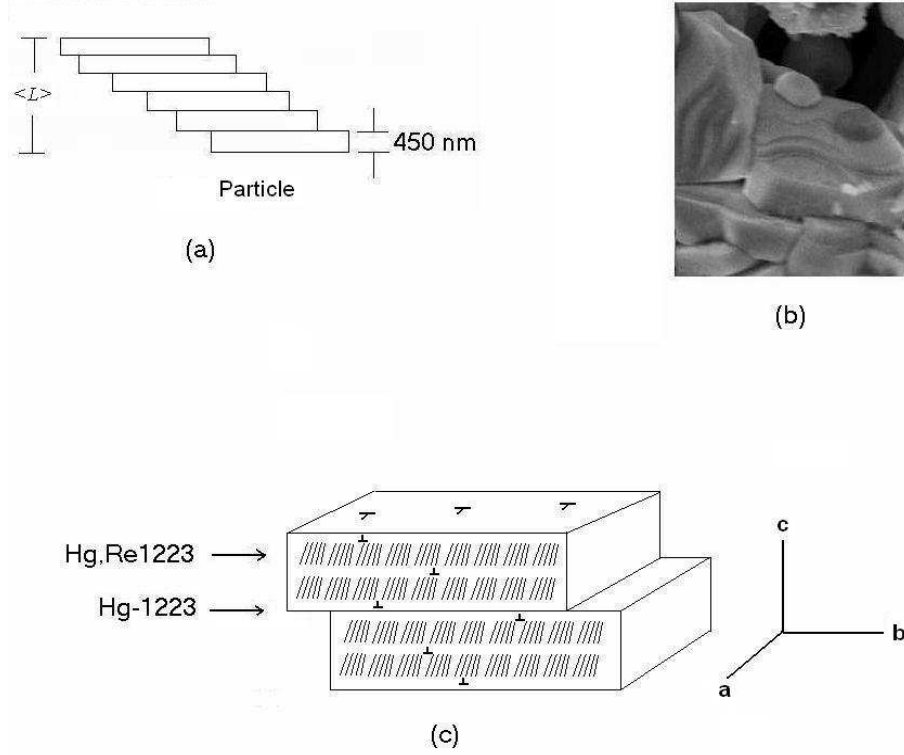 <L>
450 nm
Particle
(a)
(b)
Hg,Re1223
Hg-1223
c
b
a
(c)